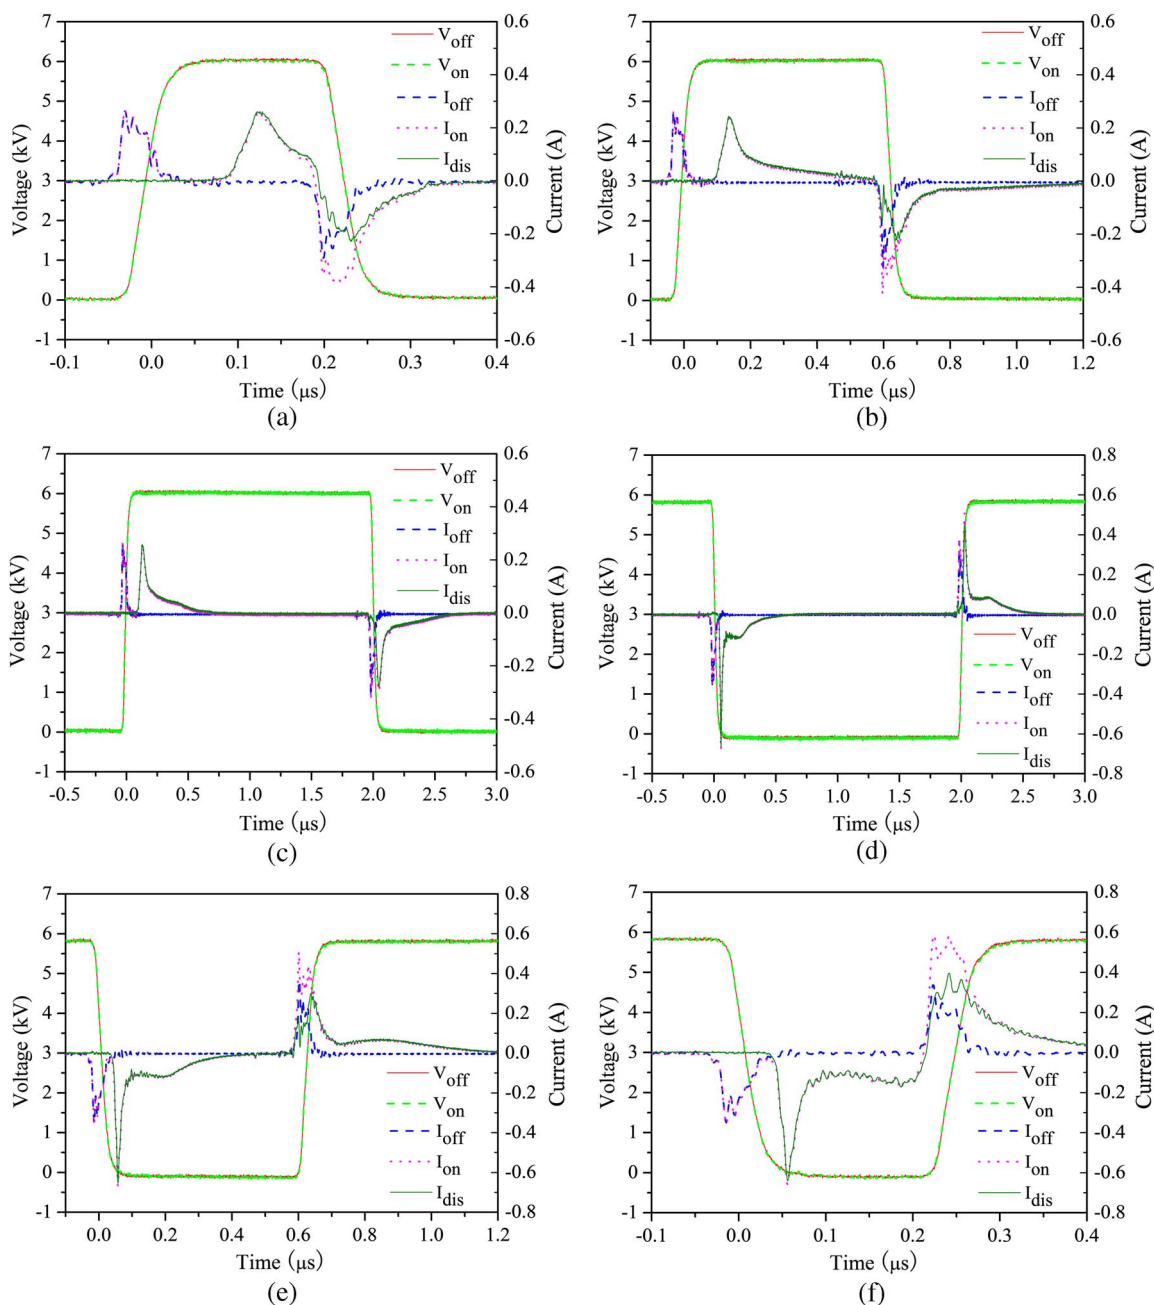 7
6
5
4
3
2
1
0
-1
Voltage (kV)
-0.1 0.0 0.1 0.2 0.3 0.4
Time (μs)
0.6
0.4
0.2
0.0
-0.2
-0.4
-0.6
Current (A)
Voff
Von
Ioff
Ion
Idis
(a)
7
6
5
4
3
2
1
0
-1
Voltage (kV)
0.0 0.2 0.4 0.6 0.8 1.0 1.2
Time (μs)
0.6
0.4
0.2
0.0
-0.2
-0.4
-0.6
Current (A)
Voff
Von
Ioff
Ion
Idis
(b)
7
6
5
4
3
2
1
0
-1
Voltage (kV)
-0.5 0.0 0.5 1.0 1.5 2.0 2.5 3.0
Time (μs)
0.6
0.4
0.2
0.0
-0.2
-0.4
-0.6
Current (A)
Voff
Von
Ioff
Ion
Idis
(c)
7
6
5
4
3
2
1
0
-1
Voltage (kV)
-0.5 0.0 0.5 1.0 1.5 2.0 2.5 3.0
Time (μs)
0.8
0.6
0.4
0.2
0.0
-0.2
-0.4
-0.6
-0.8
Current (A)
Voff
Von
Ioff
Ion
Idis
(d)
7
6
5
4
3
2
1
0
-1
Voltage (kV)
0.0 0.2 0.4 0.6 0.8 1.0 1.2
Time (μs)
0.8
0.6
0.4
0.2
0.0
-0.2
-0.4
-0.6
-0.8
Current (A)
Voff
Von
Ioff
Ion
Idis
(e)
7
6
5
4
3
2
1
0
-1
Voltage (kV)
-0.1 0.0 0.1 0.2 0.3 0.4
Time (μs)
0.8
0.6
0.4
0.2
0.0
-0.2
-0.4
-0.6
-0.8
Current (A)
Voff
Von
Ioff
Ion
Idis
(f)